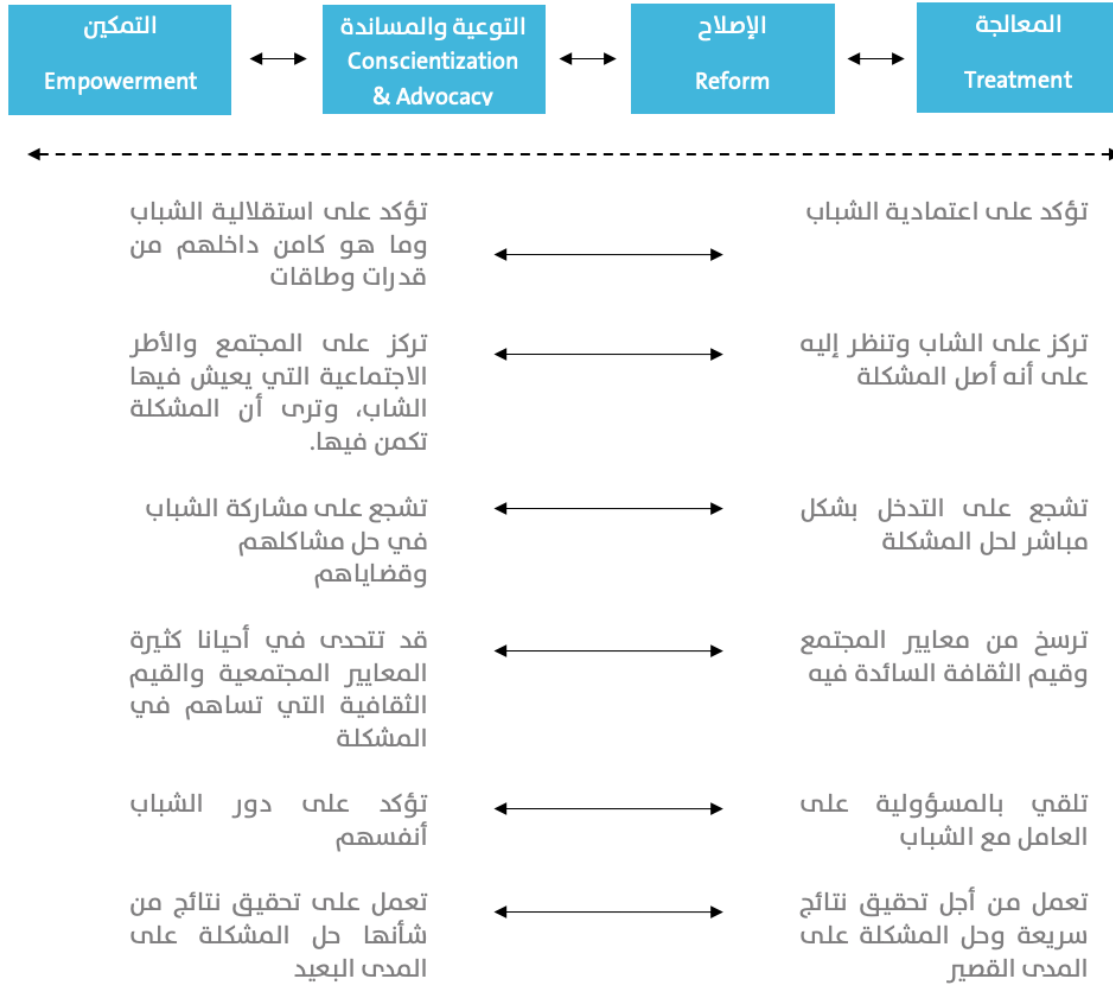 المعالجة
Treatment
الإصلاح
Reform
التوعية والمساندة
Conscientization
& Advocacy
التمكين
Empowerment
تؤكد على اعتمادية الشباب
تؤكد على استقلالية الشباب
وما هو كامن داخلهم من
قدرات وطاقات
تركز على الشاب وتنظر إليه
على أنه أصل المشكلة
تركز على المجتمع والأطر
الاجتماعية التي يعيش فيها
الشاب، وترى أن المشكلة
تكمن فيها.
تشجع على التدخل بشكل
مباشر لحل المشكلة
تشجع على مشاركة الشباب
في حل مشاكلهم
وقضاياهم
ترسخ من معايير المجتمع
وقيم الثقافة السائدة فيه
قد تتحدى في أحيانا كثيرة
المعايير المجتمعية والقيم
الثقافية التي تساهم في
المشكلة
تلقي بالمسؤولية على
العامل مع الشباب
تؤكد على دور الشباب
أنفسهم
تعمل من أجل تحقيق نتائج
سريعة وحل المشكلة على
المدى القصير
تعمل على تحقيق نتائج من
شأنها حل المشكلة على
المدى البعيد